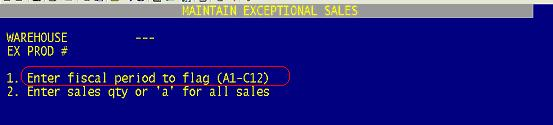 MAINTAIN EXCEPTIONAL SALES
WAREHOUSE ---
EX PROD #
1. Enter fiscal period to flag (A1-C12)
2. Enter sales qty or 'a' for all sales